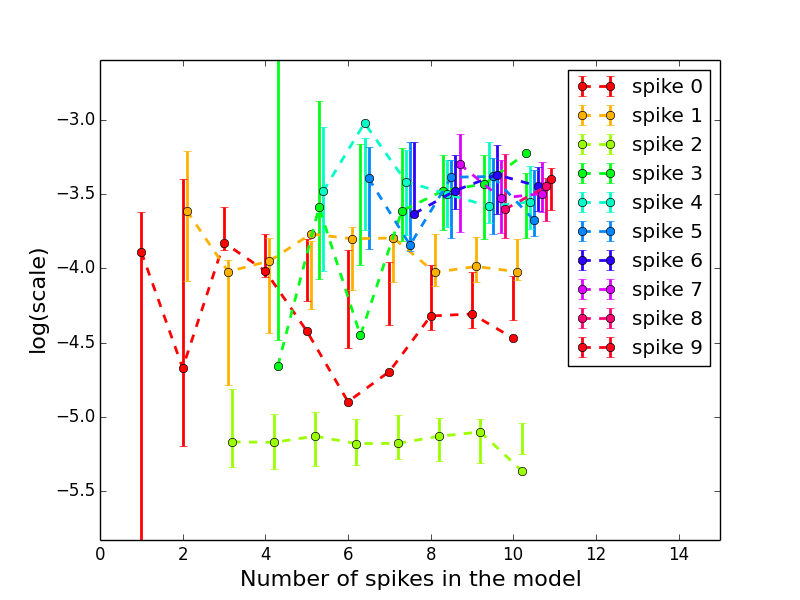 −3.0
−3.5
−4.0
−4.5
−5.0
−5.5
log(scale)
0 2 4 6 8 10 12 14
Number of spikes in the model
spike 0
spike 1
spike 2
spike 3
spike 4
spike 5
spike 6
spike 7
spike 8
spike 9